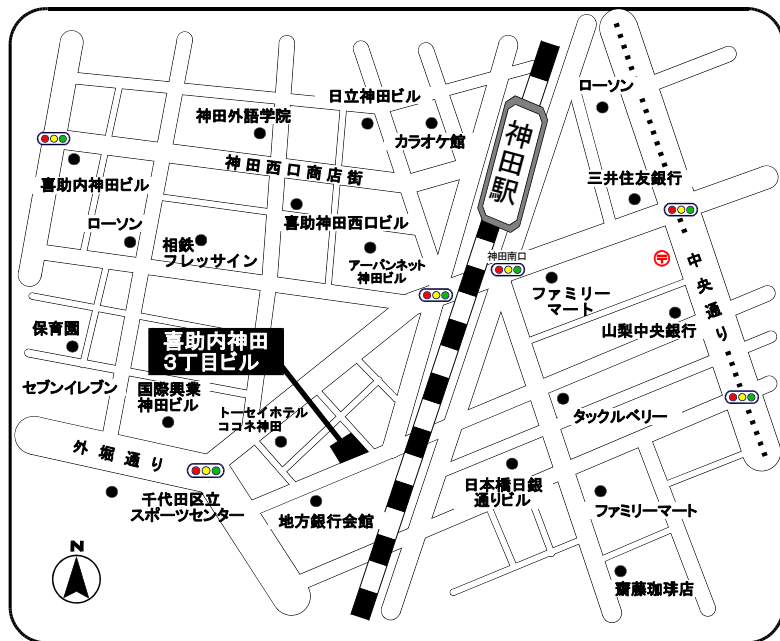 ローソン
日立神田ビル
神田外語学院
カラオケ館
神田駅
神田西口商店街
三井住友銀行
喜助内神田ビル
ローソン
喜助神田西口ビル
相鉄
フレッサイン
アーバンネット
神田ビル
神田南口
〒
中央通り
ファミリー
マート
山梨中央銀行
保育園
喜助内神田
3丁目ビル
セブンイレブン
国際興業
神田ビル
トーセイホテル
ココネ神田
タックルベリー
外堀通り
千代田区立
スポーツセンター
地方銀行会館
日本橋日銀
通りビル
ファミリーマート
齋藤珈琲店
N